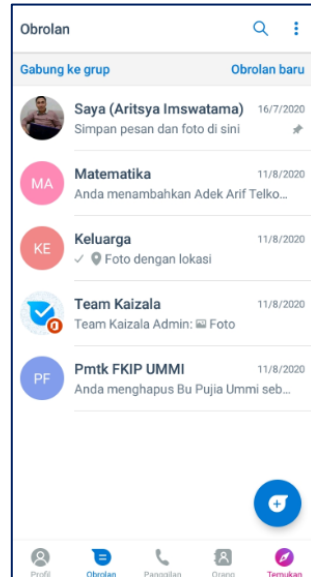 Obrolan
Gabung ke grup Obrolan baru
Saya (Aritsya Imswatama) 16/7/2020
Simpan pesan dan foto di sini
MA
Matematika 11/8/2020
Anda menambahkan Adek Arif Telko...
KE
Keluarga 11/8/2020
Foto dengan lokasi
Team Kaizala 11/8/2020
Team Kaizala Admin: Foto
PF
Pmtk FKIP UMMI 11/8/2020
Anda menghapus Bu Pujia Ummi seb...
Profil Obrolan Panggilan Orang Temukan